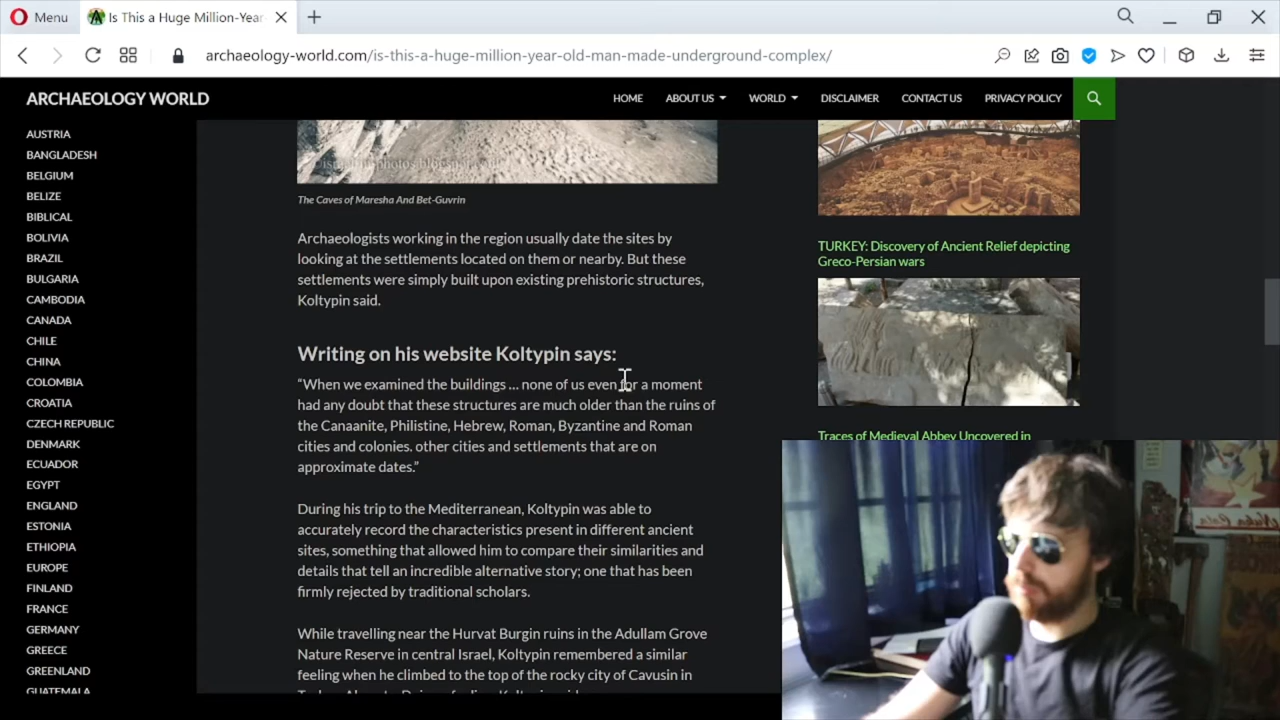 Menu
Is This a Huge Million-Year
archaeology-world.com/is-this-a-huge-million-year-old-man-made-underground-complex/
ARCHAEOLOGY WORLD
HOME
ABOUT US
WORLD
DISCLAIMER
CONTACT US
PRIVACY POLICY
AUSTRIA
BANGLADESH
BELGIUM
BELIZE
BIBLICAL
BOLIVIA
BRAZIL
BULGARIA
CAMBODIA
CANADA
CHILE
CHINA
COLOMBIA
CROATIA
CZECH REPUBLIC
DENMARK
ECUADOR
EGYPT
ENGLAND
ESTONIA
ETHIOPIA
EUROPE
FINLAND
FRANCE
GERMANY
GREECE
GREENLAND
GUATEMALA
The Caves of Maresha And Bet-Guvrin
Archaeologists working in the region usually date the sites by
looking at the settlements located on them or nearby. But these
settlements were simply built upon existing prehistoric structures,
Koltypin said.
Writing on his website Koltypin says:
“When we examined the buildings ... none of us even for a moment
had any doubt that these structures are much older than the ruins of
the Canaanite, Philistine, Hebrew, Roman, Byzantine and Roman
cities and colonies. other cities and settlements that are on
approximate dates.”
During his trip to the Mediterranean, Koltypin was able to
accurately record the characteristics present in different ancient
sites, something that allowed him to compare their similarities and
details that tell an incredible alternative story; one that has been
firmly rejected by traditional scholars.
While travelling near the Hurvat Burgin ruins in the Adullam Grove
Nature Reserve in central Israel, Koltypin remembered a similar
feeling when he climbed to the top of the rocky city of Cavusin in
TURKEY: Discovery of Ancient Relief depicting
Greco-Persian wars
Traces of Medieval Abbey Uncovered in